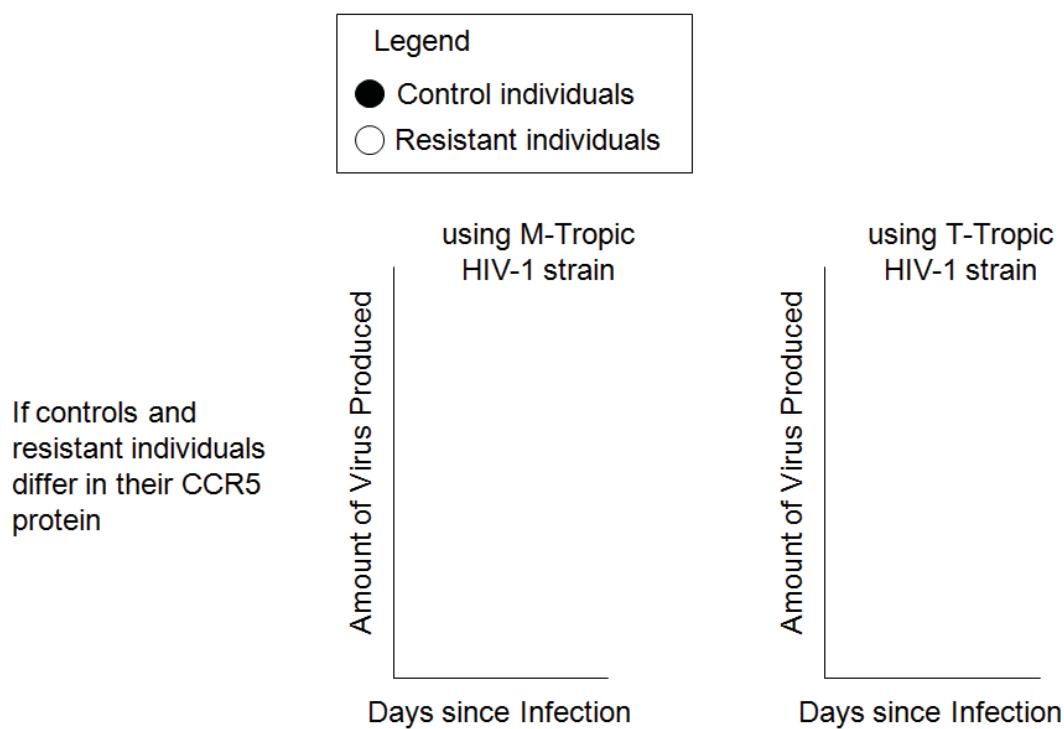 Legend
Control individuals
Resistant individuals
using M-Tropic
HIV-1 strain
using T-Tropic
HIV-1 strain
If controls and
resistant individuals
differ in their CCR5
protein
Amount of Virus Produced
Amount of Virus Produced
Days since Infection
Days since Infection